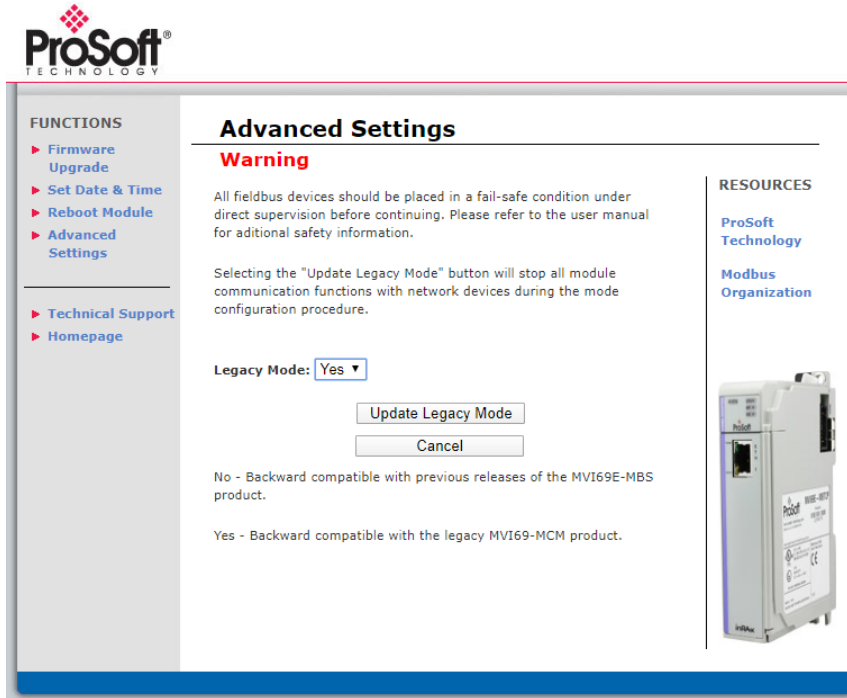 ProSoft®
TECHNOLOGY
FUNCTIONS
Firmware
Upgrade
Set Date & Time
Reboot Module
Advanced
Settings
Technical Support
Homepage
Advanced Settings
Warning
All fieldbus devices should be placed in a fail-safe condition under
direct supervision before continuing. Please refer to the user manual
for aditional safety information.
Selecting the "Update Legacy Mode" button will stop all module
communication functions with network devices during the mode
configuration procedure.
Legacy Mode: Yes
Update Legacy Mode
Cancel
No - Backward compatible with previous releases of the MVI69E-MBS
product.
Yes - Backward compatible with the legacy MVI69-MCM product.
RESOURCES
ProSoft
Technology
Modbus
Organization
ProSoft
ProSoft
inRAx